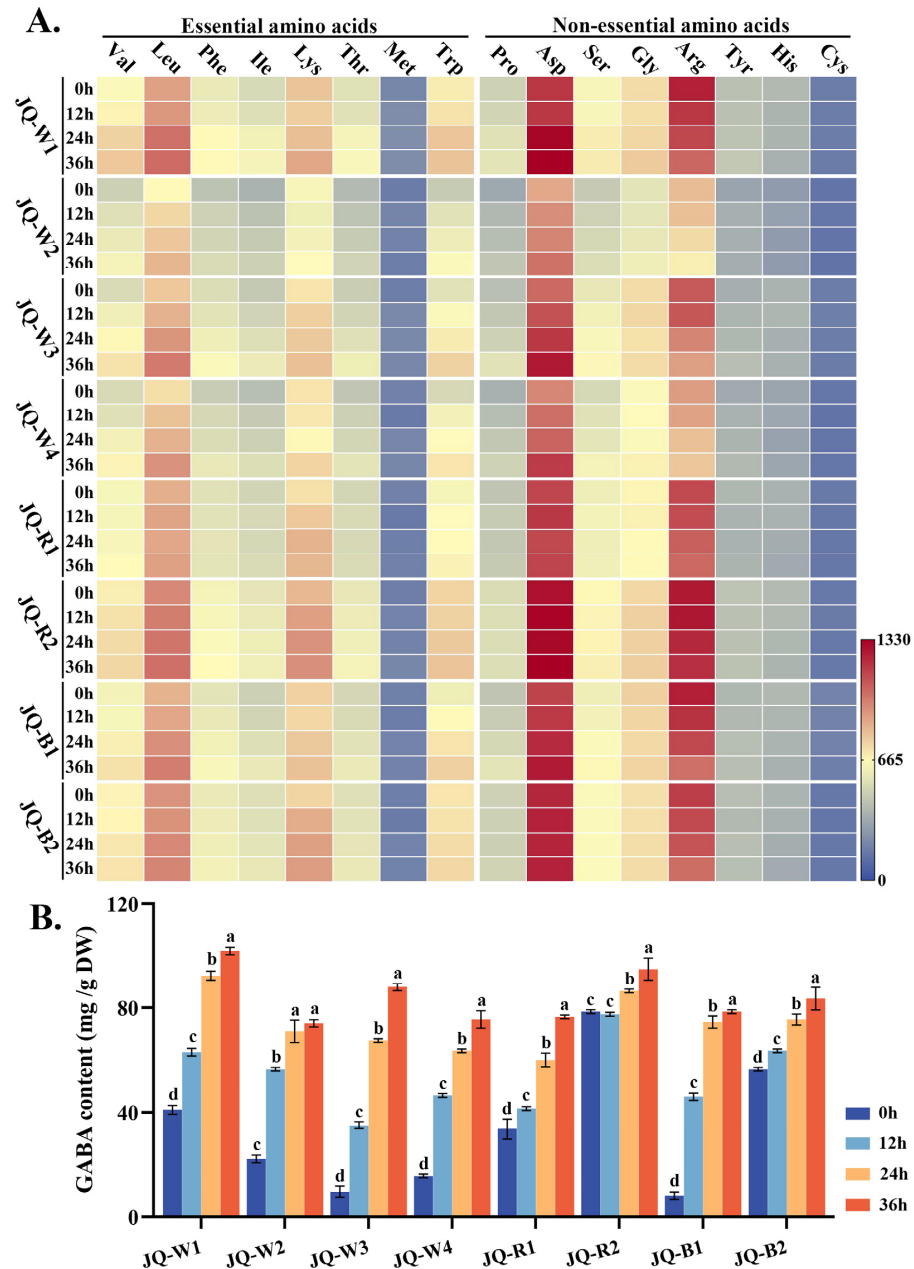 A.
Essential amino acids Non-essential amino acids
Val Leu Phe Ile Lys Thr Met Trp Pro Asp Ser Gly Arg Tyr His Cys
JQ-W1
0h
12h
24h
36h
JQ-W2
0h
12h
24h
36h
JQ-W3
0h
12h
24h
36h
JQ-W4
0h
12h
24h
36h
JQ-R1
0h
12h
24h
36h
JQ-R2
0h
12h
24h
36h
JQ-B1
0h
12h
24h
36h
JQ-B2
0h
12h
24h
36h
1330
665
0
B.
GABA content (mg /g DW)
120
80
40
0
d c b a
c b a a
d c b a
d c b a
d c b a
c c b a
d c b a
d c b a
JQ-W1 JQ-W2 JQ-W3 JQ-W4 JQ-R1 JQ-R2 JQ-B1 JQ-B2
0h
12h
24h
36h